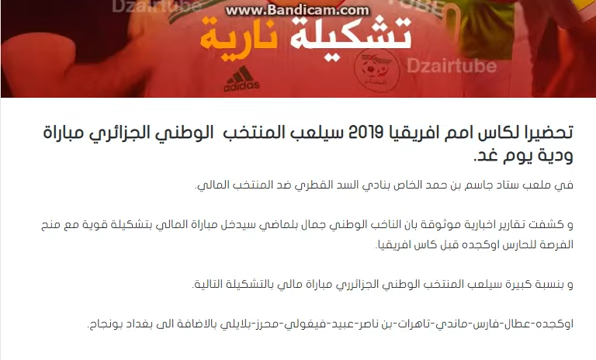 www.Bandicam.com
Dzairtube
تشكيلة نارية
Dzairtube
adidas
تحضيرا لكاس امم افريقيا 2019 سيلعب المنتخب الوطني الجزائري مباراة
ودية يوم غد.
في ملعب ستاد جاسم بن حمد الخاص بنادي السد القطري ضد المنتخب المالي.
و كشفت تقارير اخبارية موثوقة بان الناخب الوطني جمال بلماضي سيدخل مباراة المالي بتشكيلة قوية مع منح
الفرصة للحارس اوكجده قبل كاس افريقيا.
و بنسبة كبيرة سيلعب المنتخب الوطني الجزائرري مباراة مالي بالتشكيلة التالية.
اوكجده-عطال-فارس-ماندي-تاهرات-بن ناصر-عبيد-فيغولي-محرز-بلايلي بالاضافة الى بغداد بونجاح.